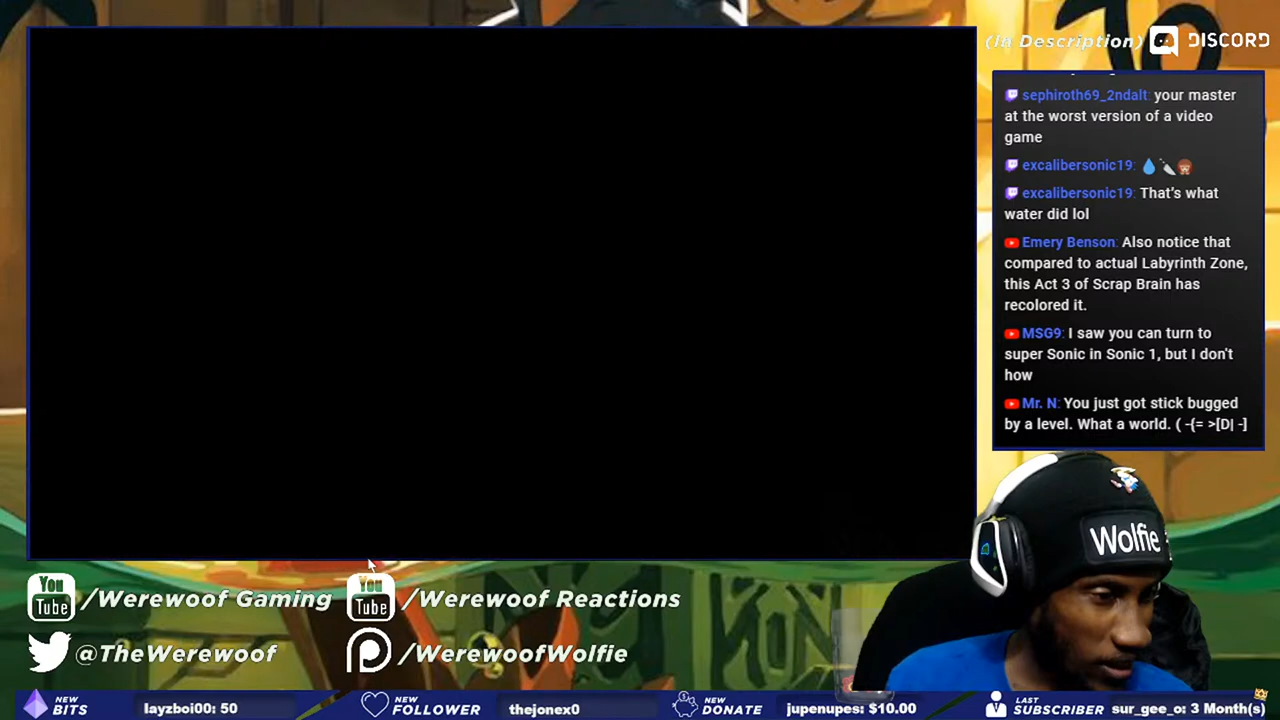 (In Description) DISCORD
sephiroth69_2ndalt: your master
at the worst version of a video
game
excalibersonic19: 💧🔪👨🏽‍🦰
excalibersonic19: That's what
water did lol
Emery Benson: Also notice that
compared to actual Labyrinth Zone,
this Act 3 of Scrap Brain has
recolored it.
MSG9: I saw you can turn to
super Sonic in Sonic 1, but I don't
how
Mr. N: You just got stick bugged
by a level. What a world. ( -{= >[D| -]
Wolfie
You Tube /Werewoof Gaming
You Tube /Werewoof Reactions
@TheWerewoof
/WerewoofWolfie
NEW BITS layzboi00: 50
NEW FOLLOWER thejonex0
NEW DONATE jupenupes: $10.00
LAST SUBSCRIBER sur_gee_o: 3 Month(s)